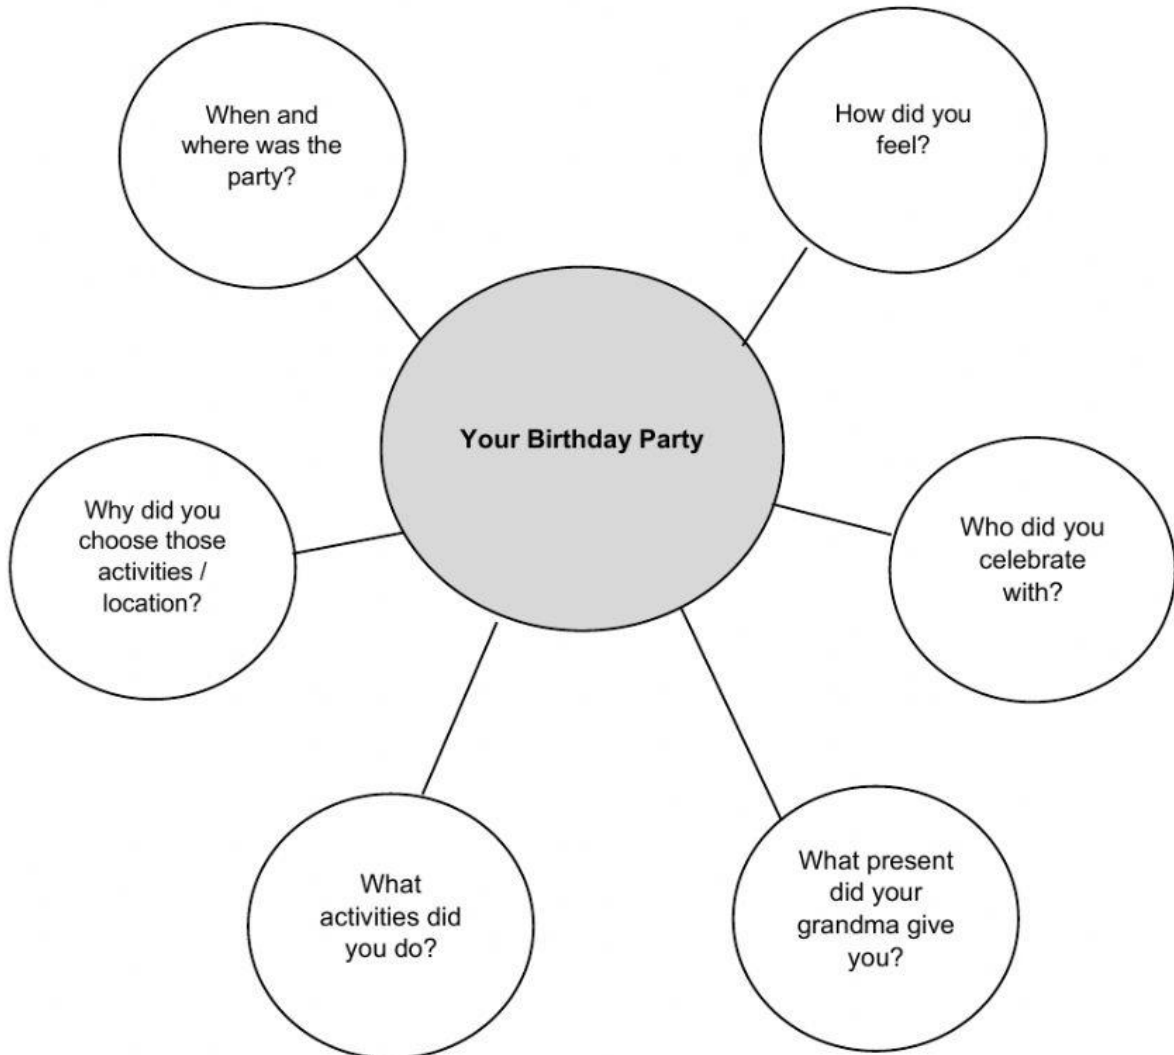 When and
where was the
party?
How did you
feel?
Your Birthday Party
Why did you
choose those
activities /
location?
Who did you
celebrate
with?
What
activities did
you do?
What present
did your
grandma give
you?